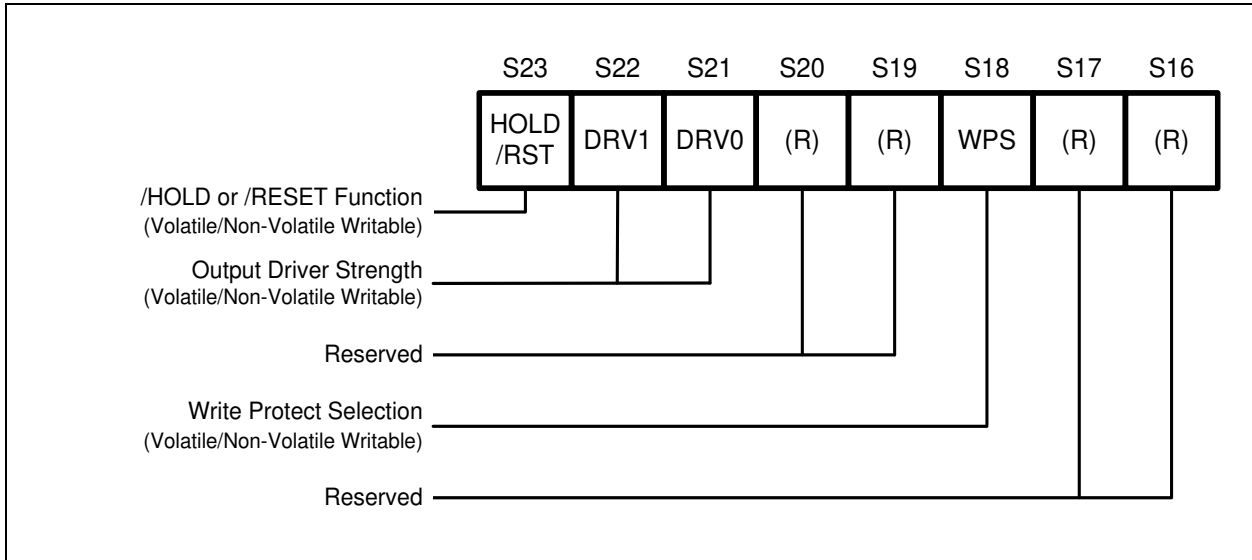 S23 S22 S21 S20 S19 S18 S17 S16
HOLD
/RST DRV1 DRV0 (R) (R) WPS (R) (R)
/HOLD or /RESET Function
(Volatile/Non-Volatile Writable)
Output Driver Strength
(Volatile/Non-Volatile Writable)
Reserved
Write Protect Selection
(Volatile/Non-Volatile Writable)
Reserved